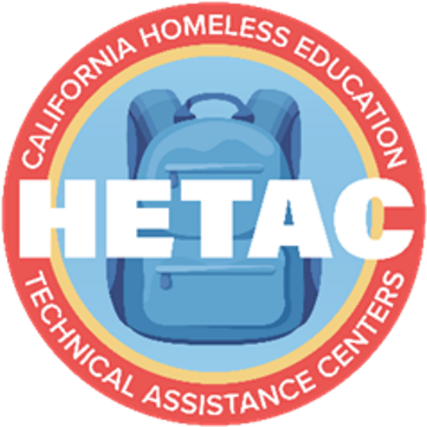 CALIFORNIA HOMELESS EDUCATION
HETAC
TECHNICAL ASSISTANCE CENTERS